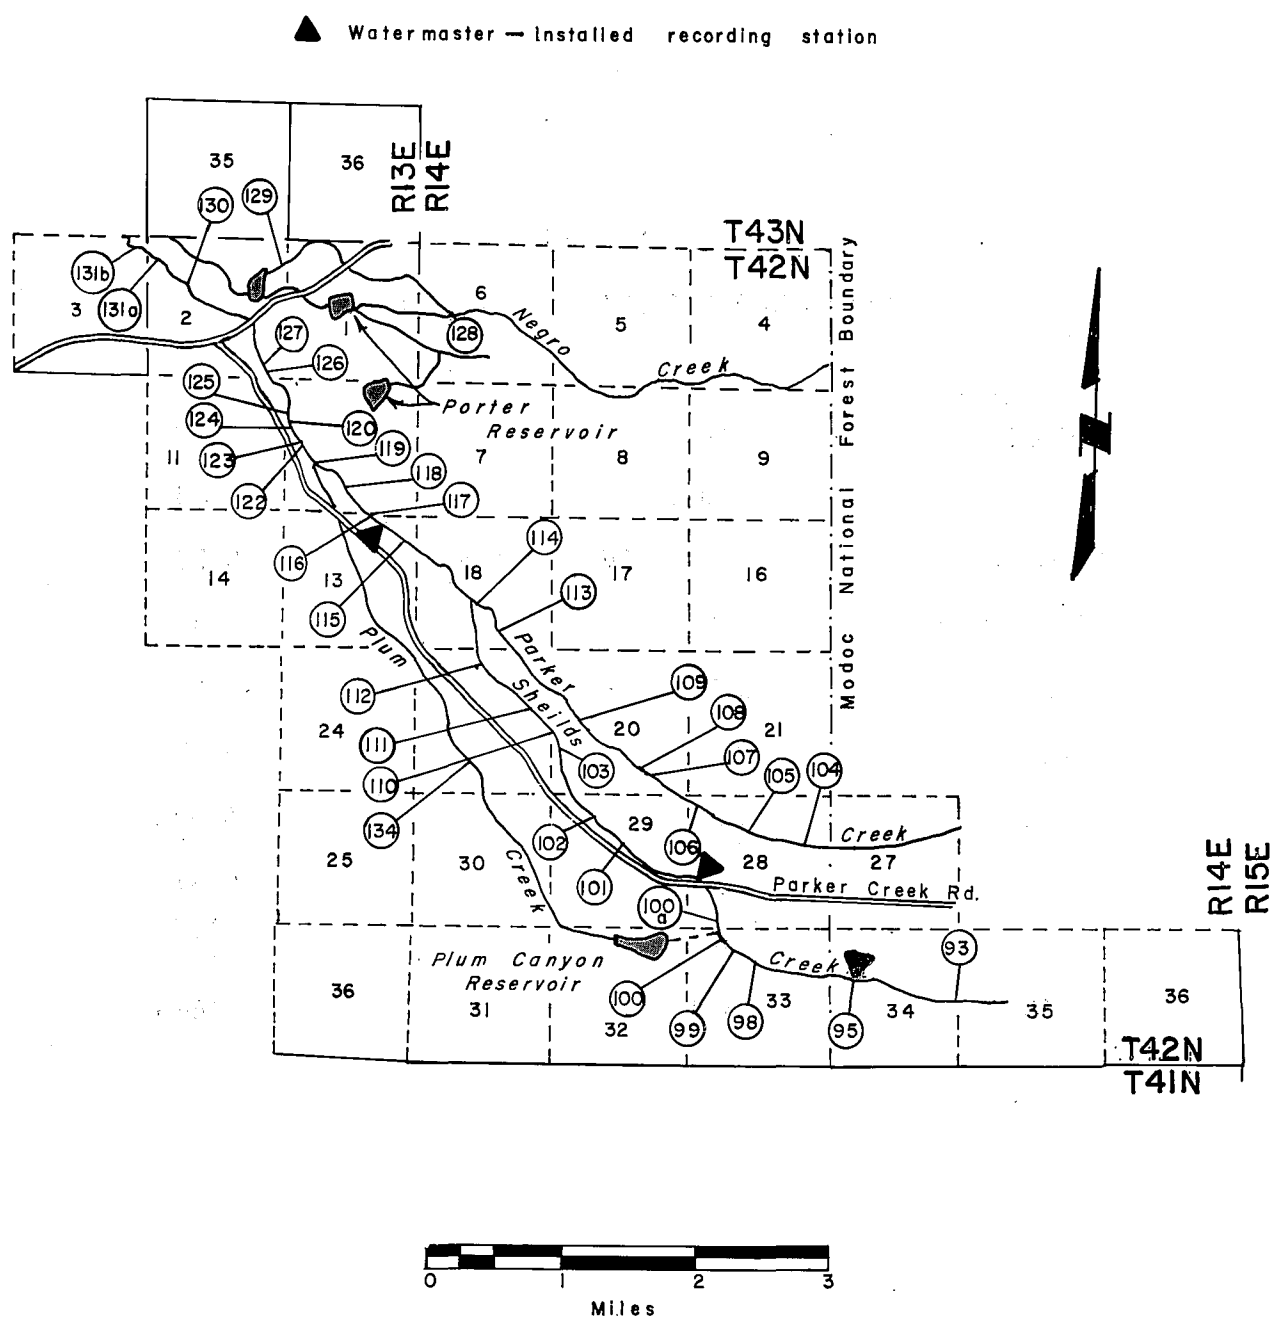 Watermaster — Installed recording station
35
36
R13E
R14E
130
129
T43N
T42N
131b
131a
3
2
6
5
4
Negro
Creek
127
128
126
1
125
Porter
Reservoir
124
120
119
11
123
118
7
8
9
122
117
114
116
14
13
18
17
16
113
115
Plum
Parker
Sheilds
112
109
108
24
111
20
21
107
103
105
104
110
134
102
29
106
Creek
25
30
28
27
Creek
101
Parker Creek Rd.
R14E
R15E
100a
93
Plum Canyon
Reservoir
Creek
36
31
100
32
99
98
33
95
34
35
36
T42N
T41N
Modoc National Forest Boundary
0 1 2 3
Miles